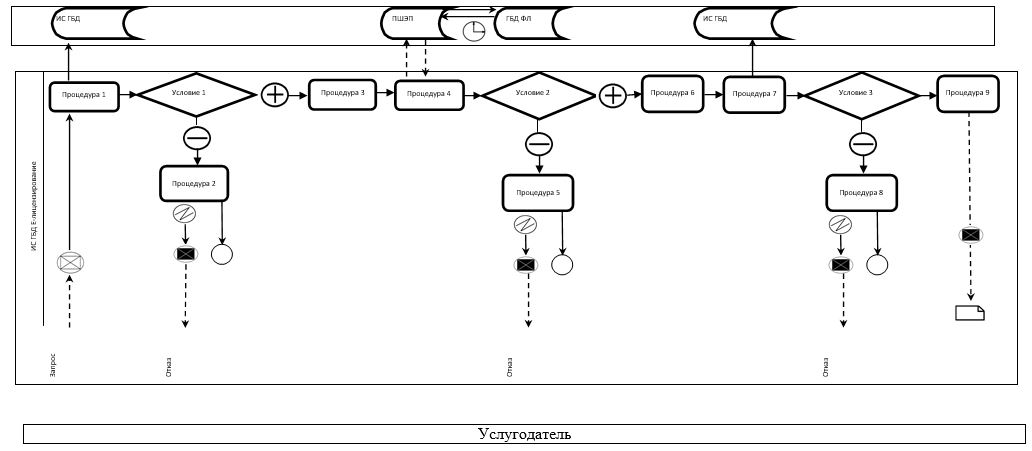 ИС ГБД
ПШЭП
ГБД ФЛ
ИС ГБД
Процедура 1
Условие 1
Процедура 3
Процедура 4
Условие 2
Процедура 6
Процедура 7
Условие 3
Процедура 9
Процедура 2
Процедура 5
Процедура 8
ИС ГБД Е-лицензирование
Запрос
Отказ
Отказ
Отказ
Услугодатель